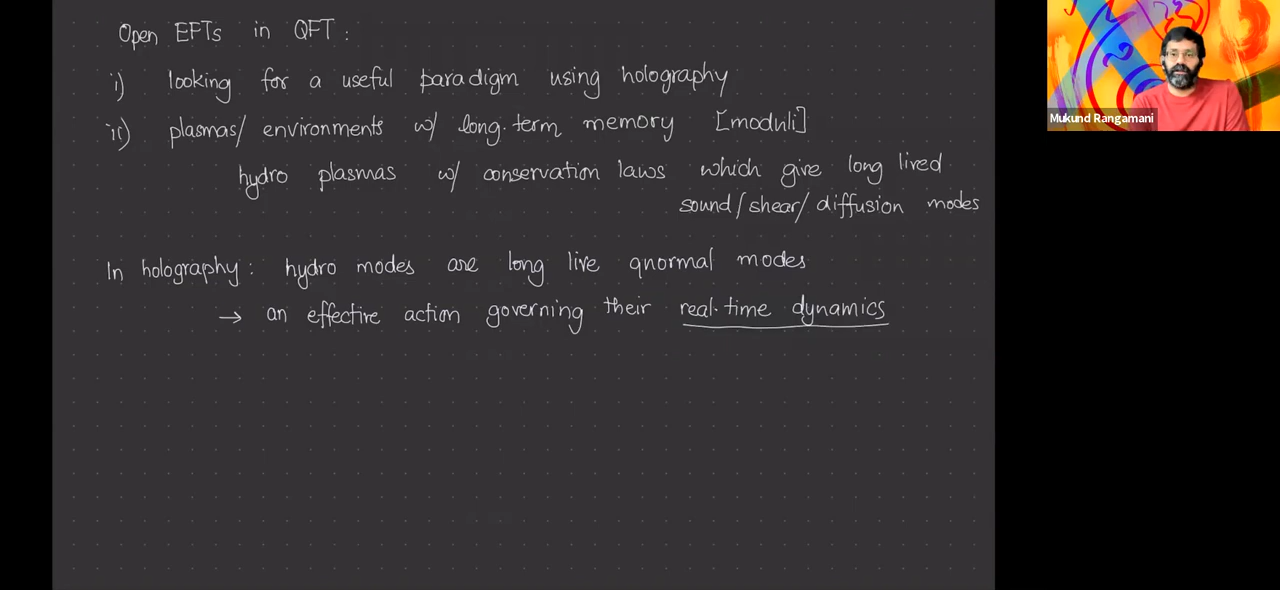 Open EFTs in QFT :
i) looking for a useful paradigm using holography
ii) plasmas/ environments w/ long-term memory [moduli]
hydro plasmas w/ conservation laws which give long lived
sound/shear/diffusion modes
In holography: hydro modes are long live qnormal modes
→ an effective action governing their real-time dynamics
Mukund Rangamani